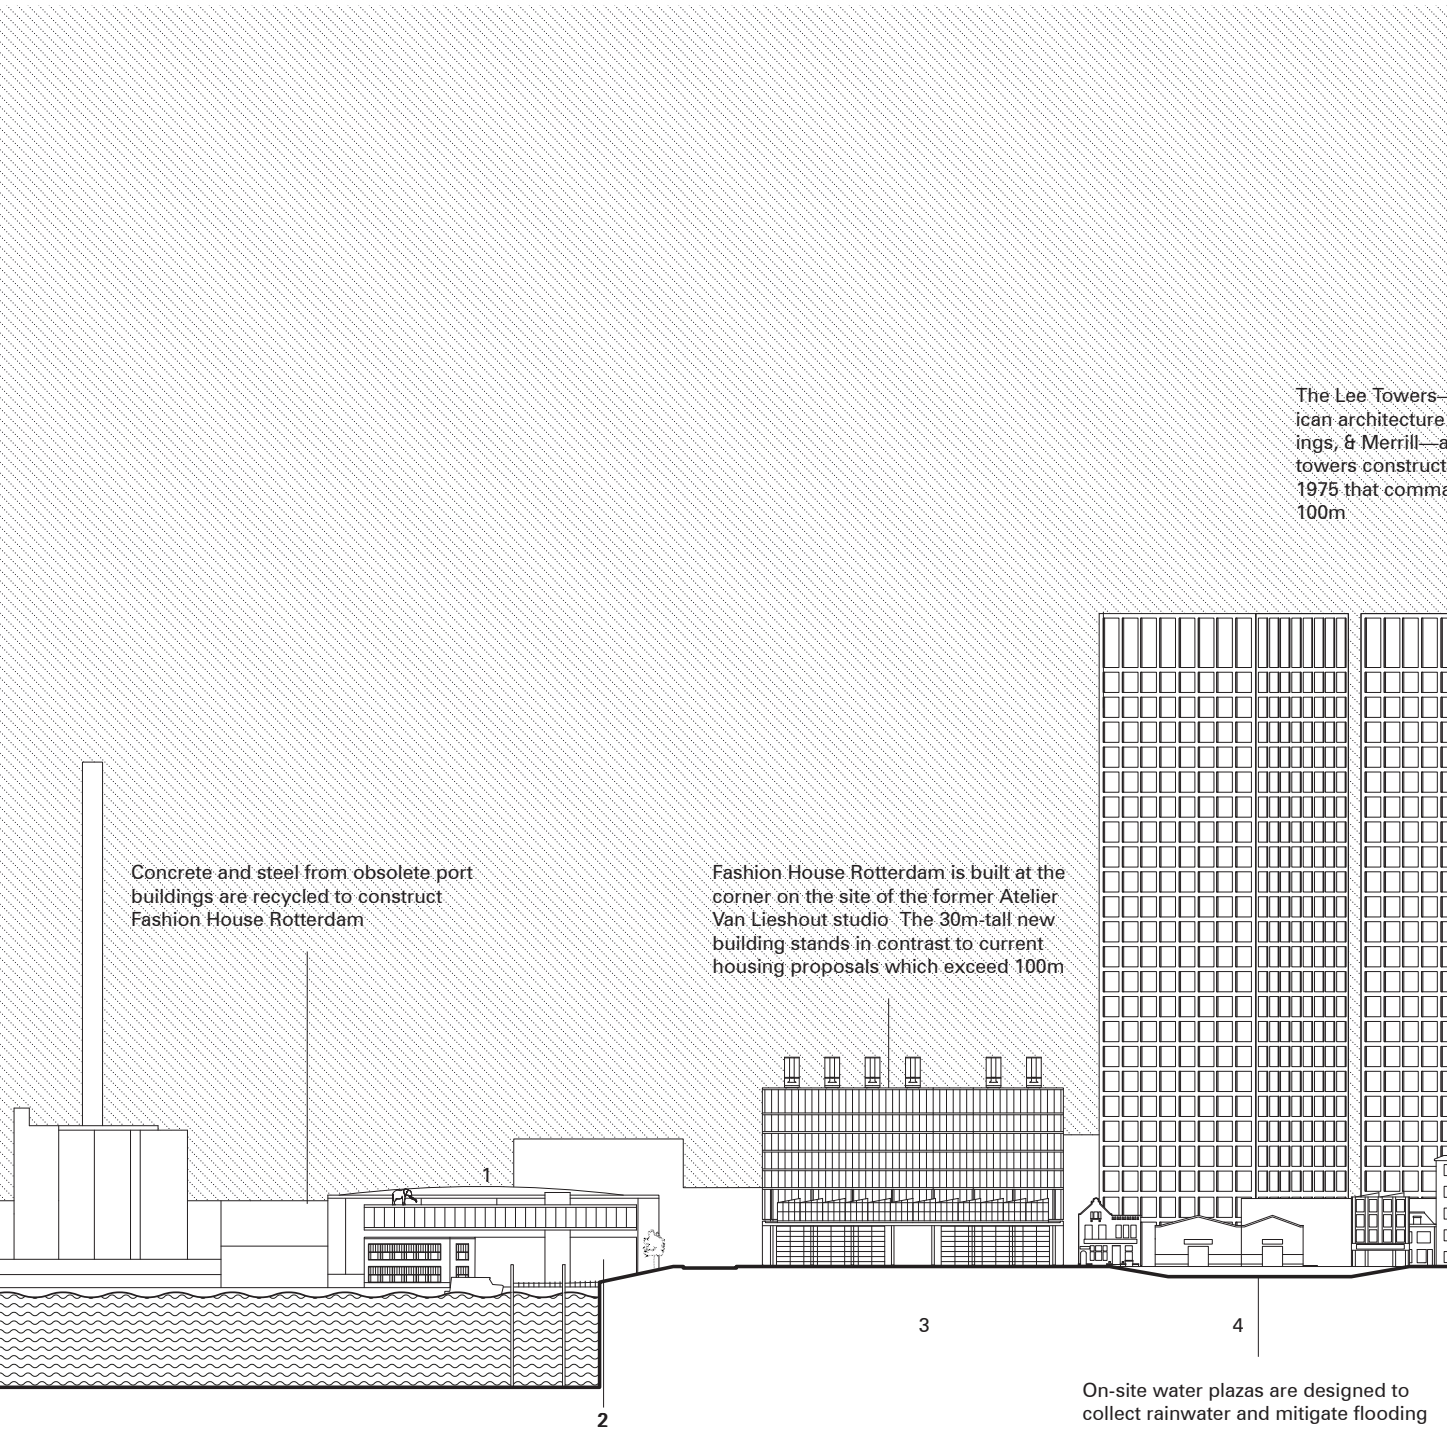 The Lee Towers—
ican architecture
ings, & Merrill—a
towers construct
1975 that comma
100m
Concrete and steel from obsolete port
buildings are recycled to construct
Fashion House Rotterdam
Fashion House Rotterdam is built at the
corner on the site of the former Atelier
Van Lieshout studio The 30m-tall new
building stands in contrast to current
housing proposals which exceed 100m
1
3
4
On-site water plazas are designed to
collect rainwater and mitigate flooding
2